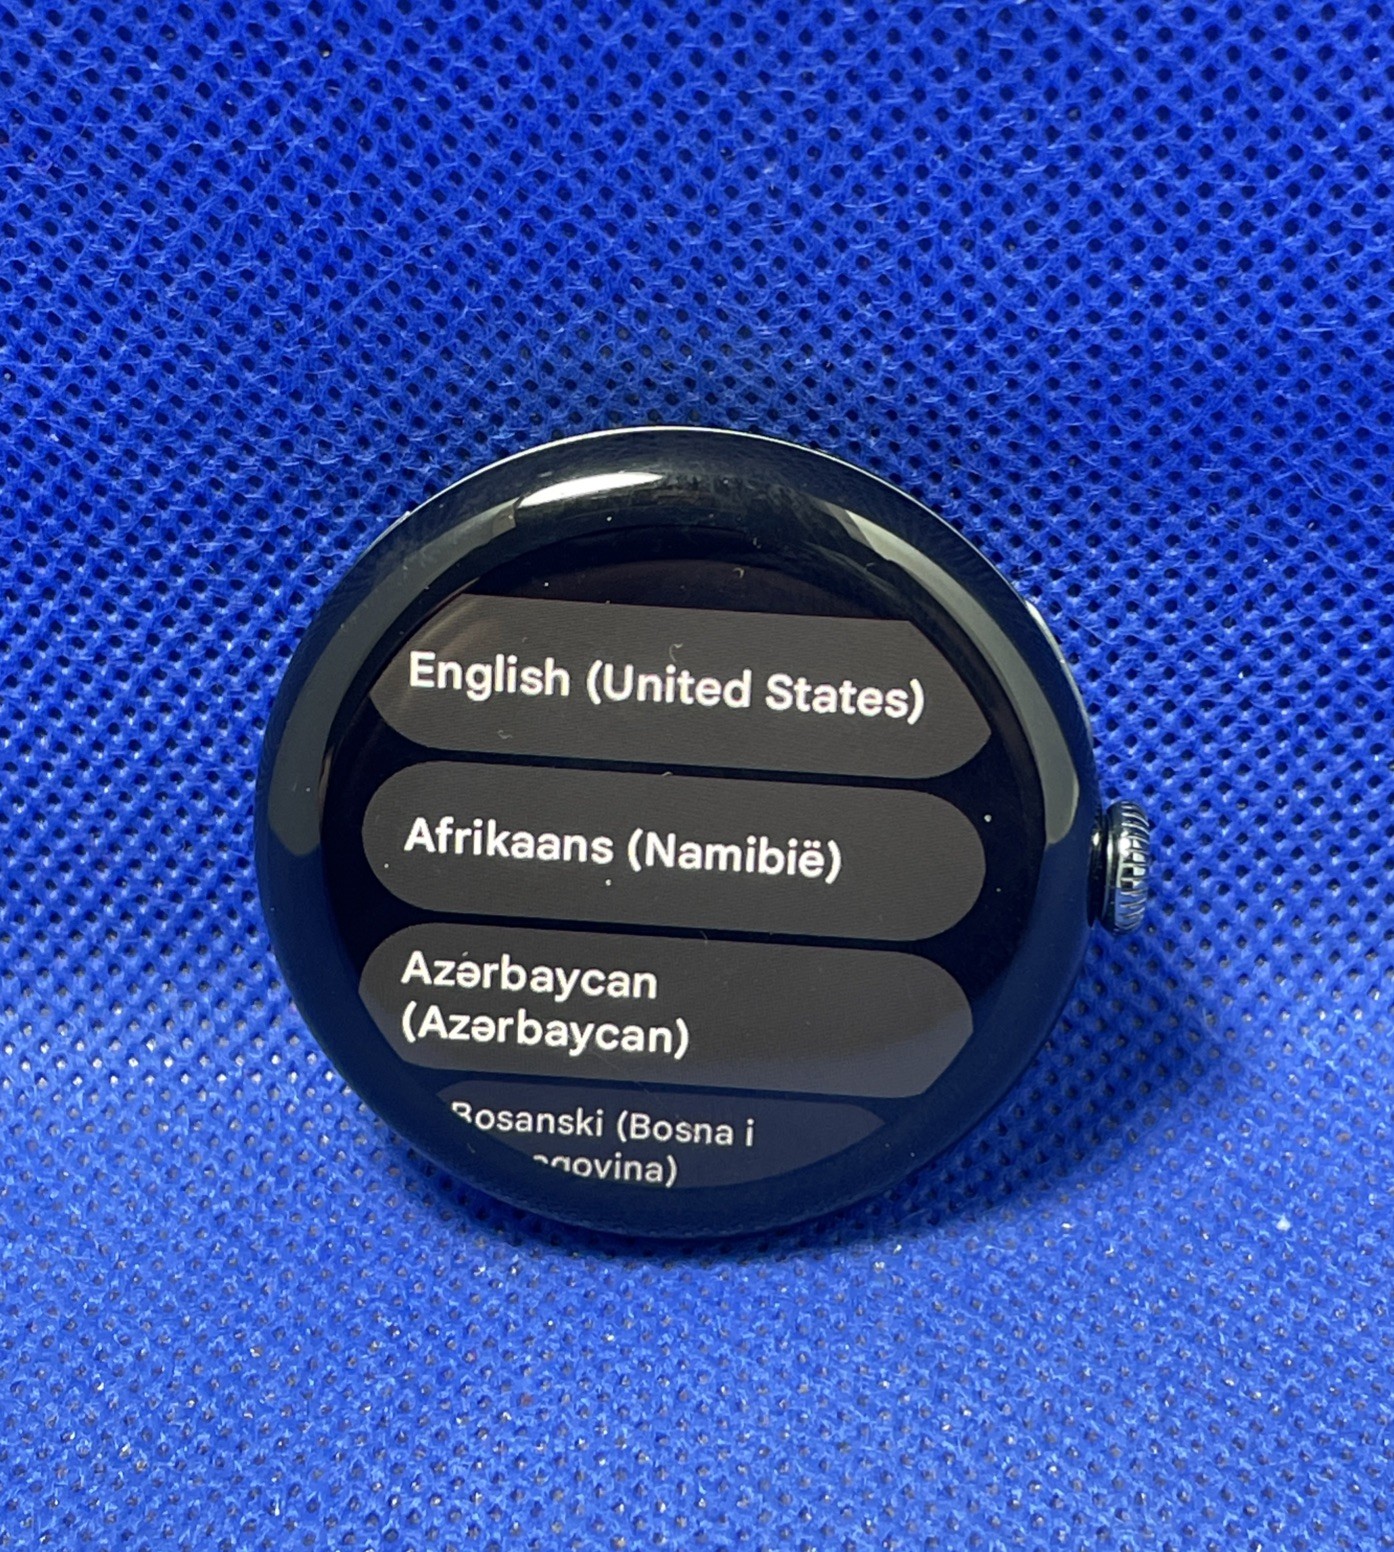 English (United States)
Afrikaans (Namibië)
Azərbaycan
(Azərbaycan)
Bosanski (Bosna i